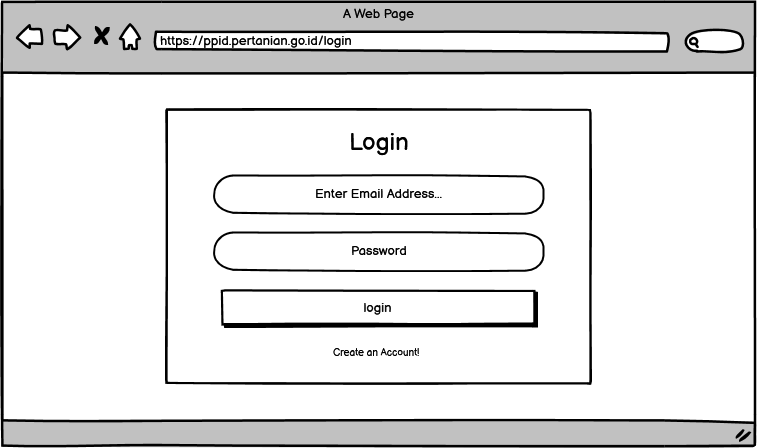 A Web Page
https://ppid.pertanian.go.id/login
Login
Enter Email Address...
Password
login
Create an Account!